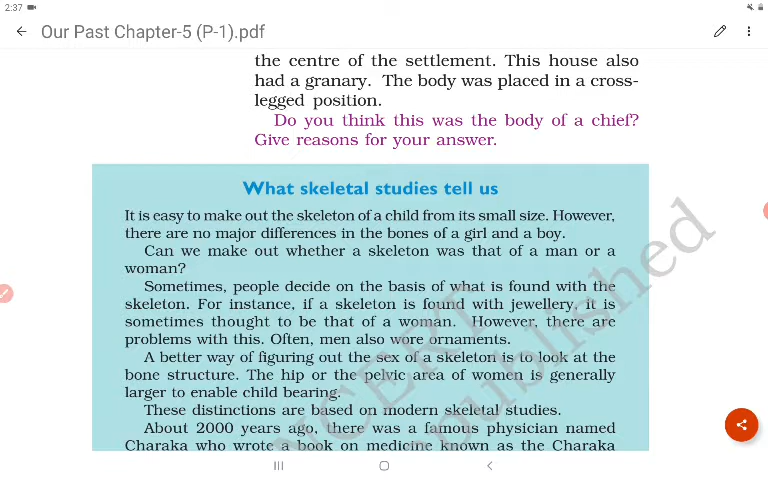 2:37
Our Past Chapter-5 (P-1).pdf
the centre of the settlement. This house also
had a granary. The body was placed in a cross-
legged position.
Do you think this was the body of a chief?
Give reasons for your answer.
What skeletal studies tell us
It is easy to make out the skeleton of a child from its small size. However,
there are no major differences in the bones of a girl and a boy.
Can we make out whether a skeleton was that of a man or a
woman?
Sometimes, people decide on the basis of what is found with the
skeleton. For instance, if a skeleton is found with jewellery, it is
sometimes thought to be that of a woman. However, there are
problems with this. Often, men also wore ornaments.
A better way of figuring out the sex of a skeleton is to look at the
bone structure. The hip or the pelvic area of women is generally
larger to enable child bearing.
These distinctions are based on modern skeletal studies.
About 2000 years ago, there was a famous physician named
Charaka who wrote a book on medicine known as the Charaka
NCERT
republished